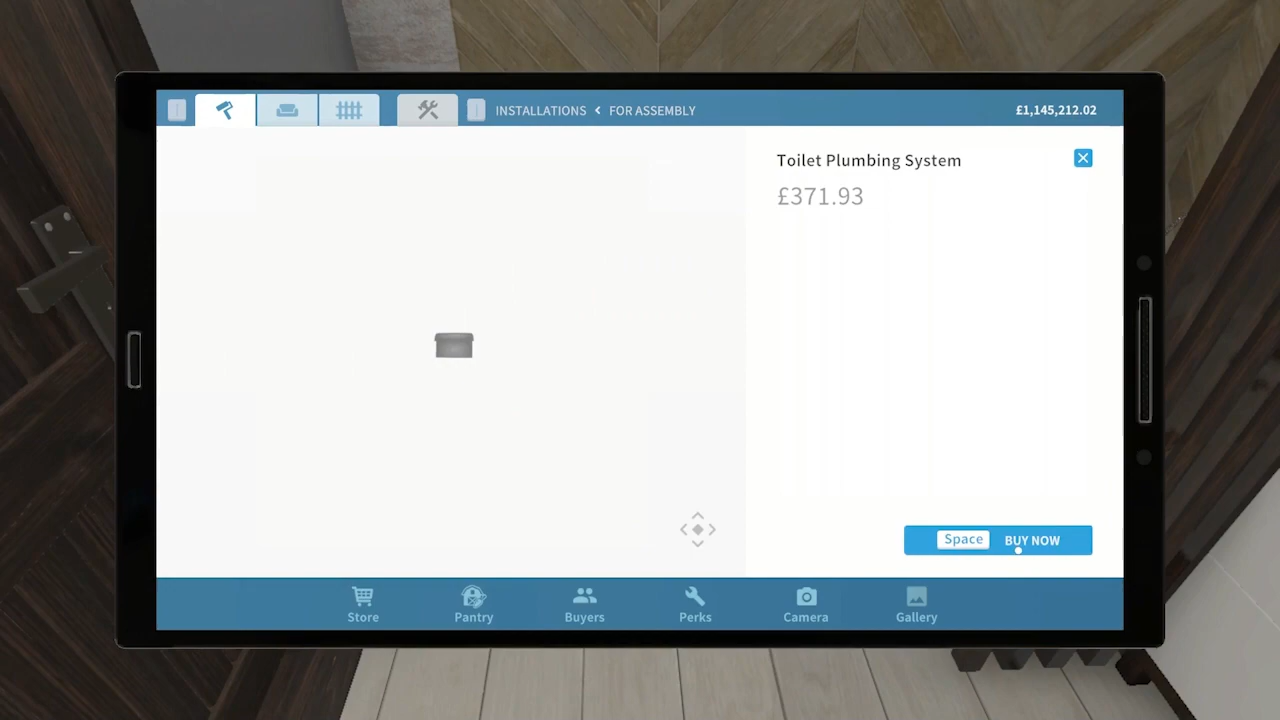 INSTALLATIONS < FOR ASSEMBLY
£1,145,212.02
Toilet Plumbing System
£371.93
Space BUY NOW
Store Pantry Buyers Perks Camera Gallery